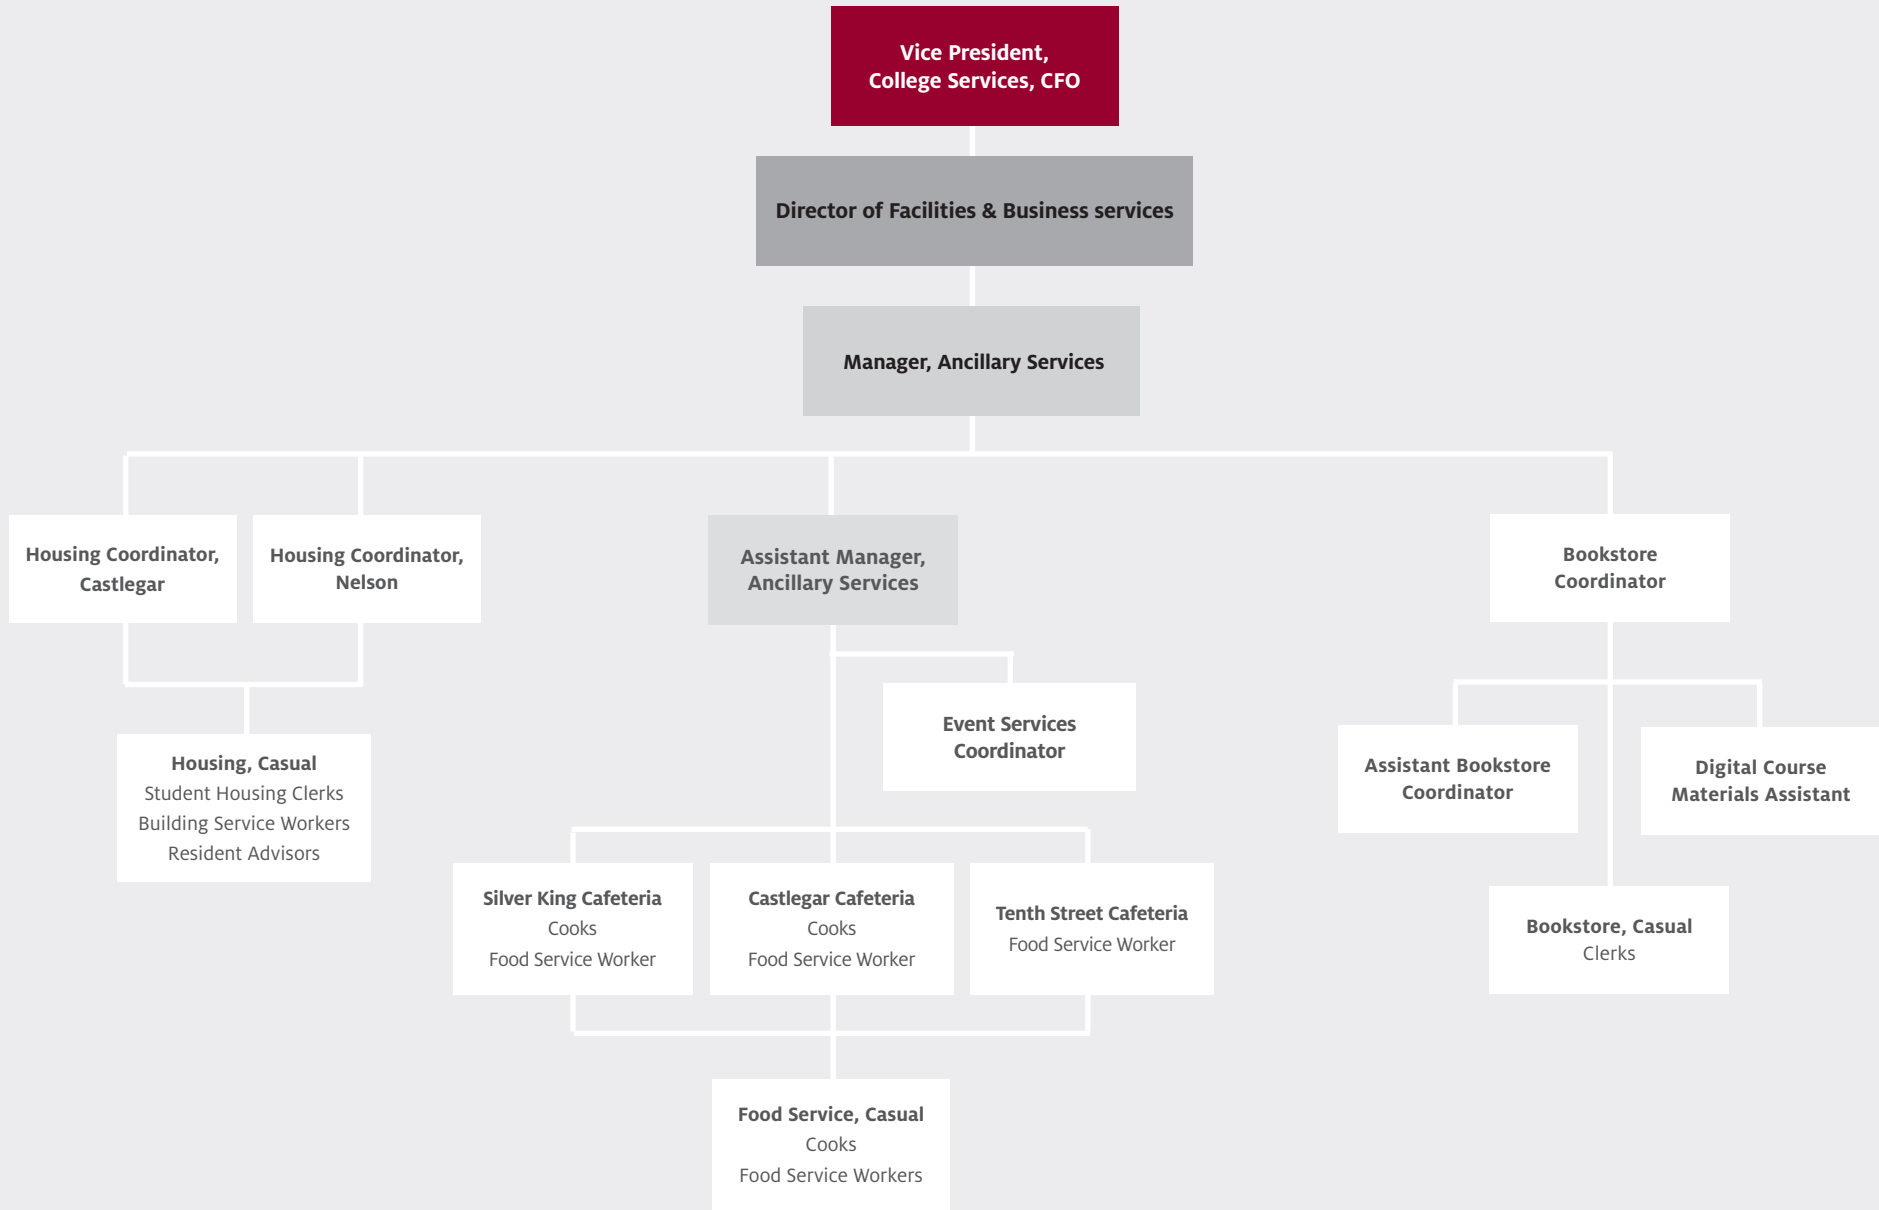 Vice President,
College Services, CFO
Director of Facilities & Business services
Manager, Ancillary Services
Housing Coordinator,
Castlegar
Housing Coordinator,
Nelson
Assistant Manager,
Ancillary Services
Bookstore
Coordinator
Housing, Casual
Student Housing Clerks
Building Service Workers
Resident Advisors
Event Services
Coordinator
Assistant Bookstore
Coordinator
Digital Course
Materials Assistant
Silver King Cafeteria
Cooks
Food Service Worker
Castlegar Cafeteria
Cooks
Food Service Worker
Tenth Street Cafeteria
Food Service Worker
Bookstore, Casual
Clerks
Food Service, Casual
Cooks
Food Service Workers